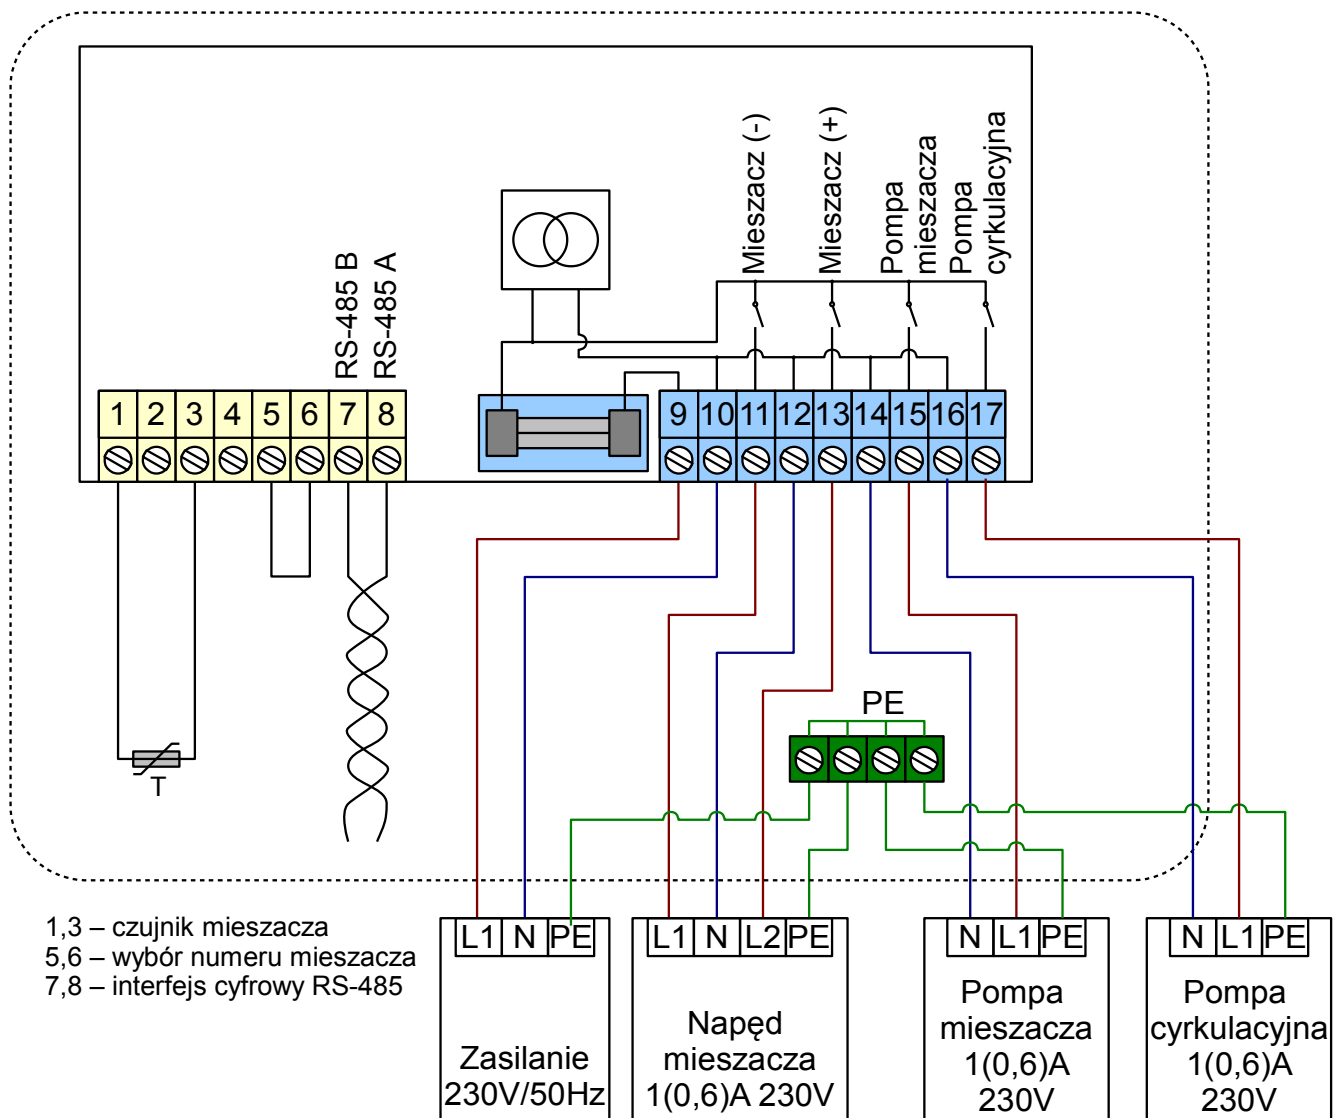 Mieszacz (-)
Mieszacz (+)
Pompa
mieszacza
Pompa
cyrkulacyjna
RS-485 B
RS-485 A
1 2 3 4 5 6 7 8
9 10 11 12 13 14 15 16 17
PE
T
1,3 – czujnik mieszacza
5,6 – wybór numeru mieszacza
7,8 – interfejs cyfrowy RS-485
L1 N PE
Zasilanie
230V/50Hz
L1 N L2 PE
Napęd
mieszacza
1(0,6)A 230V
N L1 PE
Pompa
mieszacza
1(0,6)A
230V
N L1 PE
Pompa
cyrkulacyjna
1(0,6)A
230V